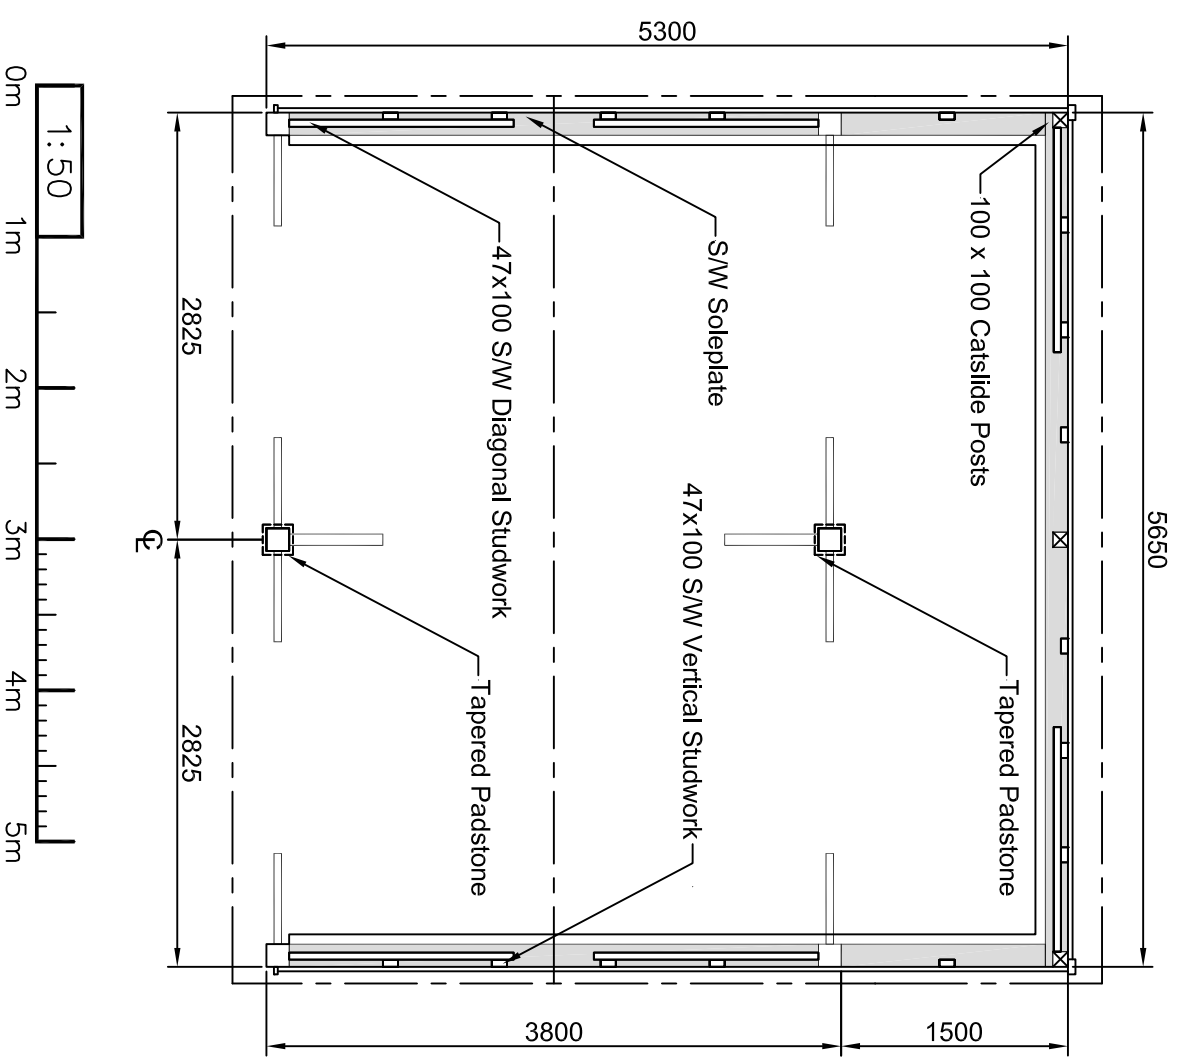 5300
5650
2825
2825
3800
1500
100 x 100 Catslide Posts
S/W Soleplate
47x100 S/W Diagonal Studwork
47x100 S/W Vertical Studwork
Tapered Padstone
Tapered Padstone
CL
1:50
0m
1m
2m
3m
4m
5m